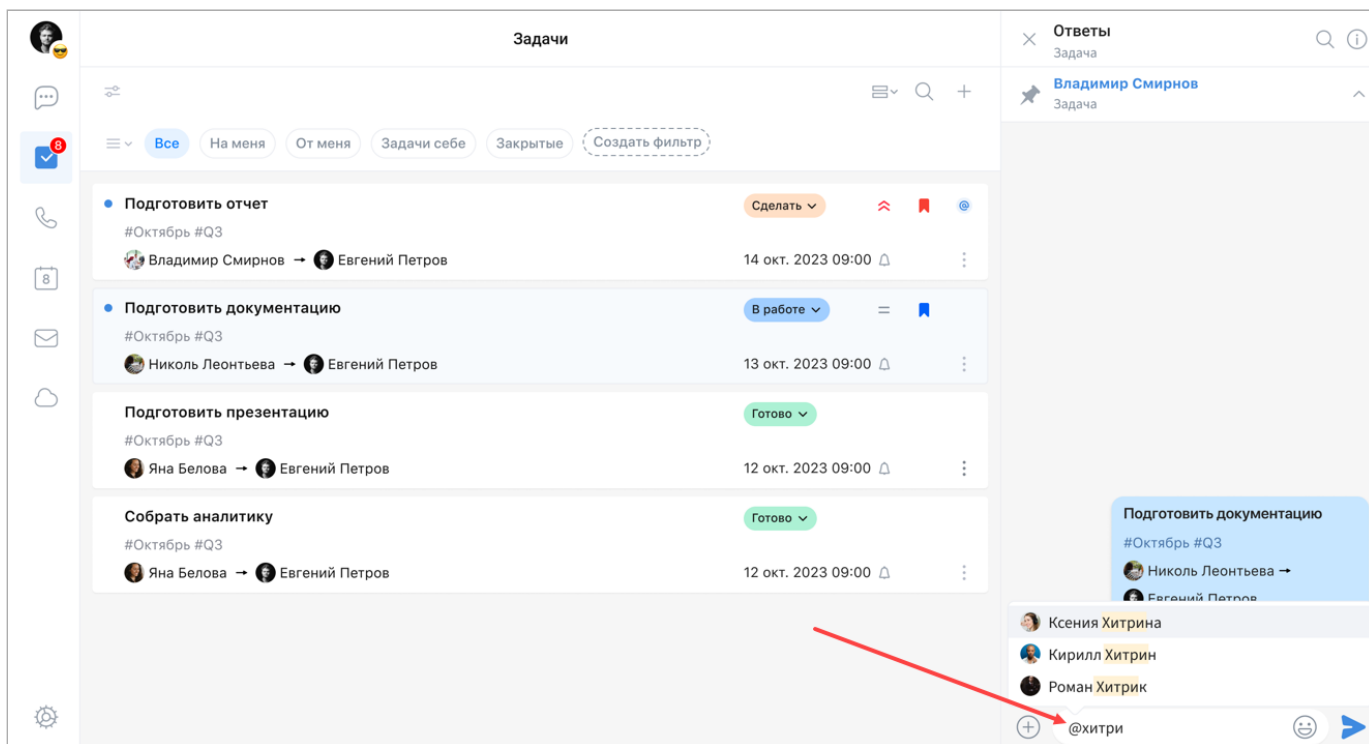 Задачи
8
8
Все
На меня
От меня
Задачи себе
Закрытые
Создать фильтр
Подготовить отчет
Сделать
@
#Октябрь #Q3
Владимир Смирнов → Евгений Петров
14 окт. 2023 09:00
Подготовить документацию
В работе
#Октябрь #Q3
Николь Леонтьева → Евгений Петров
13 окт. 2023 09:00
Подготовить презентацию
Готово
#Октябрь #Q3
Яна Белова → Евгений Петров
12 окт. 2023 09:00
Собрать аналитику
Готово
#Октябрь #Q3
Яна Белова → Евгений Петров
12 окт. 2023 09:00
Ответы
Задача
Владимир Смирнов
Задача
Подготовить документацию
#Октябрь #Q3
Николь Леонтьева →
Евгений Петров
Ксения Хитрина
Кирилл Хитрин
Роман Хитрик
@хитри